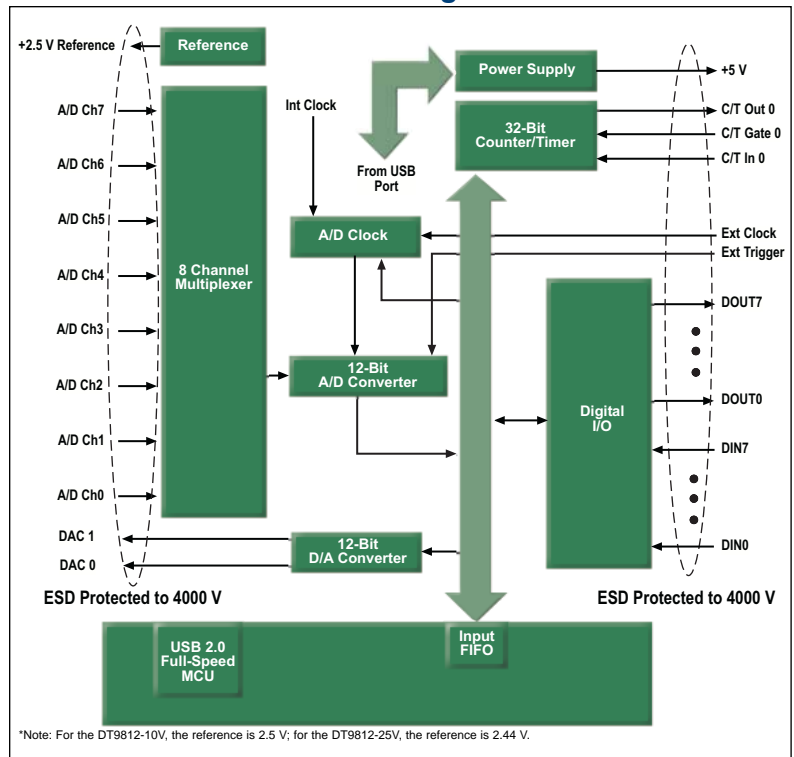 +2.5 V Reference
Reference
Power Supply
+5 V
A/D Ch7
Int Clock
32-Bit
Counter/Timer
C/T Out 0
C/T Gate 0
C/T In 0
A/D Ch6
From USB
Port
A/D Ch5
A/D Clock
Ext Clock
Ext Trigger
8 Channel
Multiplexer
A/D Ch4
DOUT7
A/D Ch3
12-Bit
A/D Converter
A/D Ch2
DOUT0
Digital
I/O
A/D Ch1
DIN7
A/D Ch0
DAC 1
12-Bit
D/A Converter
DIN0
DAC 0
ESD Protected to 4000 V
ESD Protected to 4000 V
USB 2.0
Full-Speed
MCU
Input
FIFO
*Note: For the DT9812-10V, the reference is 2.5 V; for the DT9812-25V, the reference is 2.44 V.